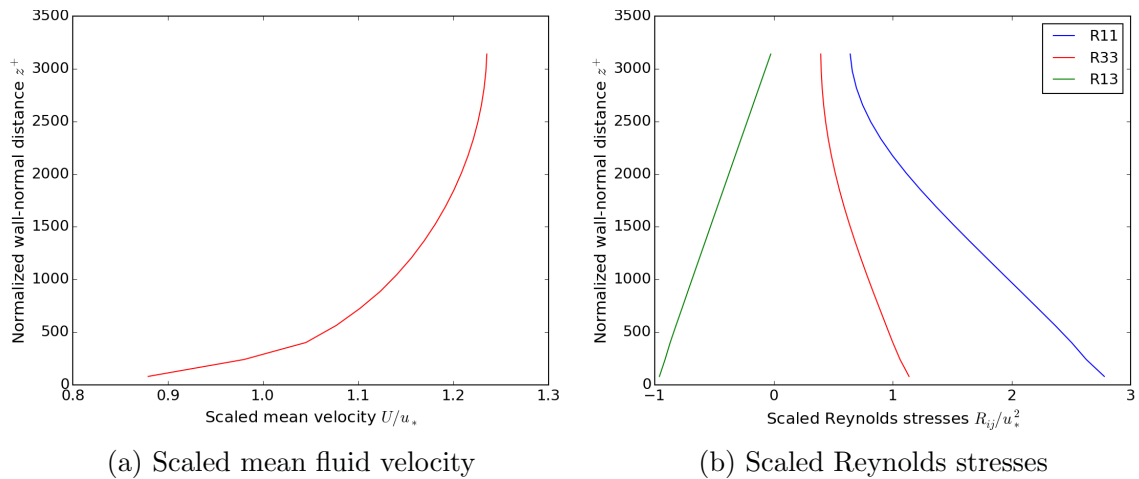 3500
3000
2500
2000
1500
1000
500
0
0.8 0.9 1.0 1.1 1.2 1.3
Normalized wall-normal distance z⁺
Scaled mean velocity U/u*
(a) Scaled mean fluid velocity
3500
3000
2500
2000
1500
1000
500
0
−1 0 1 2 3
Normalized wall-normal distance z⁺
Scaled Reynolds stresses R_{ij}/u_*^2
R11
R33
R13
(b) Scaled Reynolds stresses